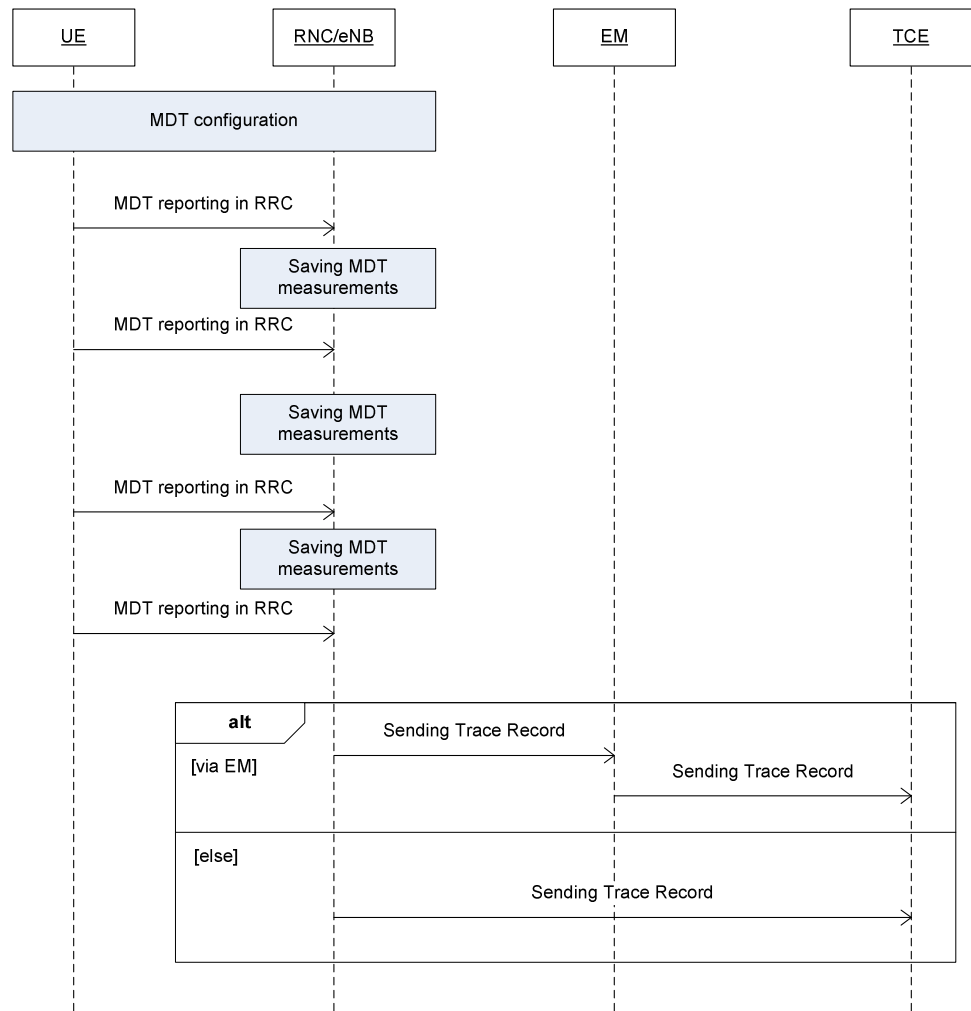 UE
RNC/eNB
EM
TCE
MDT configuration
MDT reporting in RRC
Saving MDT
measurements
MDT reporting in RRC
Saving MDT
measurements
MDT reporting in RRC
Saving MDT
measurements
MDT reporting in RRC
alt
Sending Trace Record
[via EM]
Sending Trace Record
[else]
Sending Trace Record